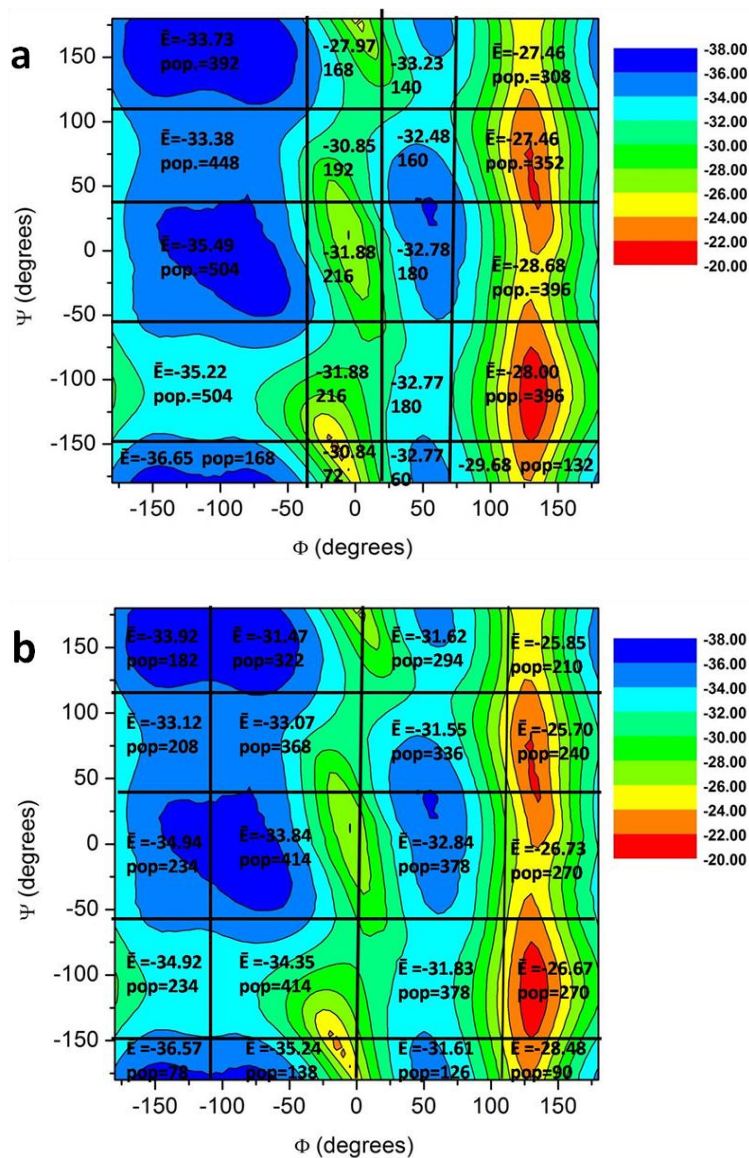 a
Ē=-33.73
pop.=392
-27.97
168
-33.23
140
Ē=-27.46
pop.=308
Ē=-33.38
pop.=448
-30.85
192
-32.48
160
Ē=-27.46
pop.=352
Ē=-35.49
pop.=504
-31.88
216
-32.78
180
Ē=-28.68
pop.=396
Ē=-35.22
pop.=504
-31.88
216
-32.77
180
Ē=-28.00
pop.=396
Ē=-36.65 pop=168
-30.84
72
-32.77
60
-29.68 pop=132
150
100
50
0
-50
-100
-150
Ψ (degrees)
-150
-100
-50
0
50
100
150
Φ (degrees)
-38.00
-36.00
-34.00
-32.00
-30.00
-28.00
-26.00
-24.00
-22.00
-20.00
b
Ē=-33.92
pop=182
Ē=-31.47
pop=322
Ē=-31.62
pop=294
Ē=-25.85
pop=210
Ē=-33.12
pop=208
Ē=-33.07
pop=368
Ē=-31.55
pop=336
Ē=-25.70
pop=240
Ē=-34.94
pop=234
Ē=-33.84
pop=414
Ē=-32.84
pop=378
Ē=-26.73
pop=270
Ē=-34.92
pop=234
Ē=-34.35
pop=414
Ē=-31.83
pop=378
Ē=-26.67
pop=270
Ē=-36.57
pop=78
Ē=-35.24
pop=138
Ē=-31.61
pop=126
Ē=-28.48
pop=90
150
100
50
0
-50
-100
-150
Ψ (degrees)
-150
-100
-50
0
50
100
150
Φ (degrees)
-38.00
-36.00
-34.00
-32.00
-30.00
-28.00
-26.00
-24.00
-22.00
-20.00